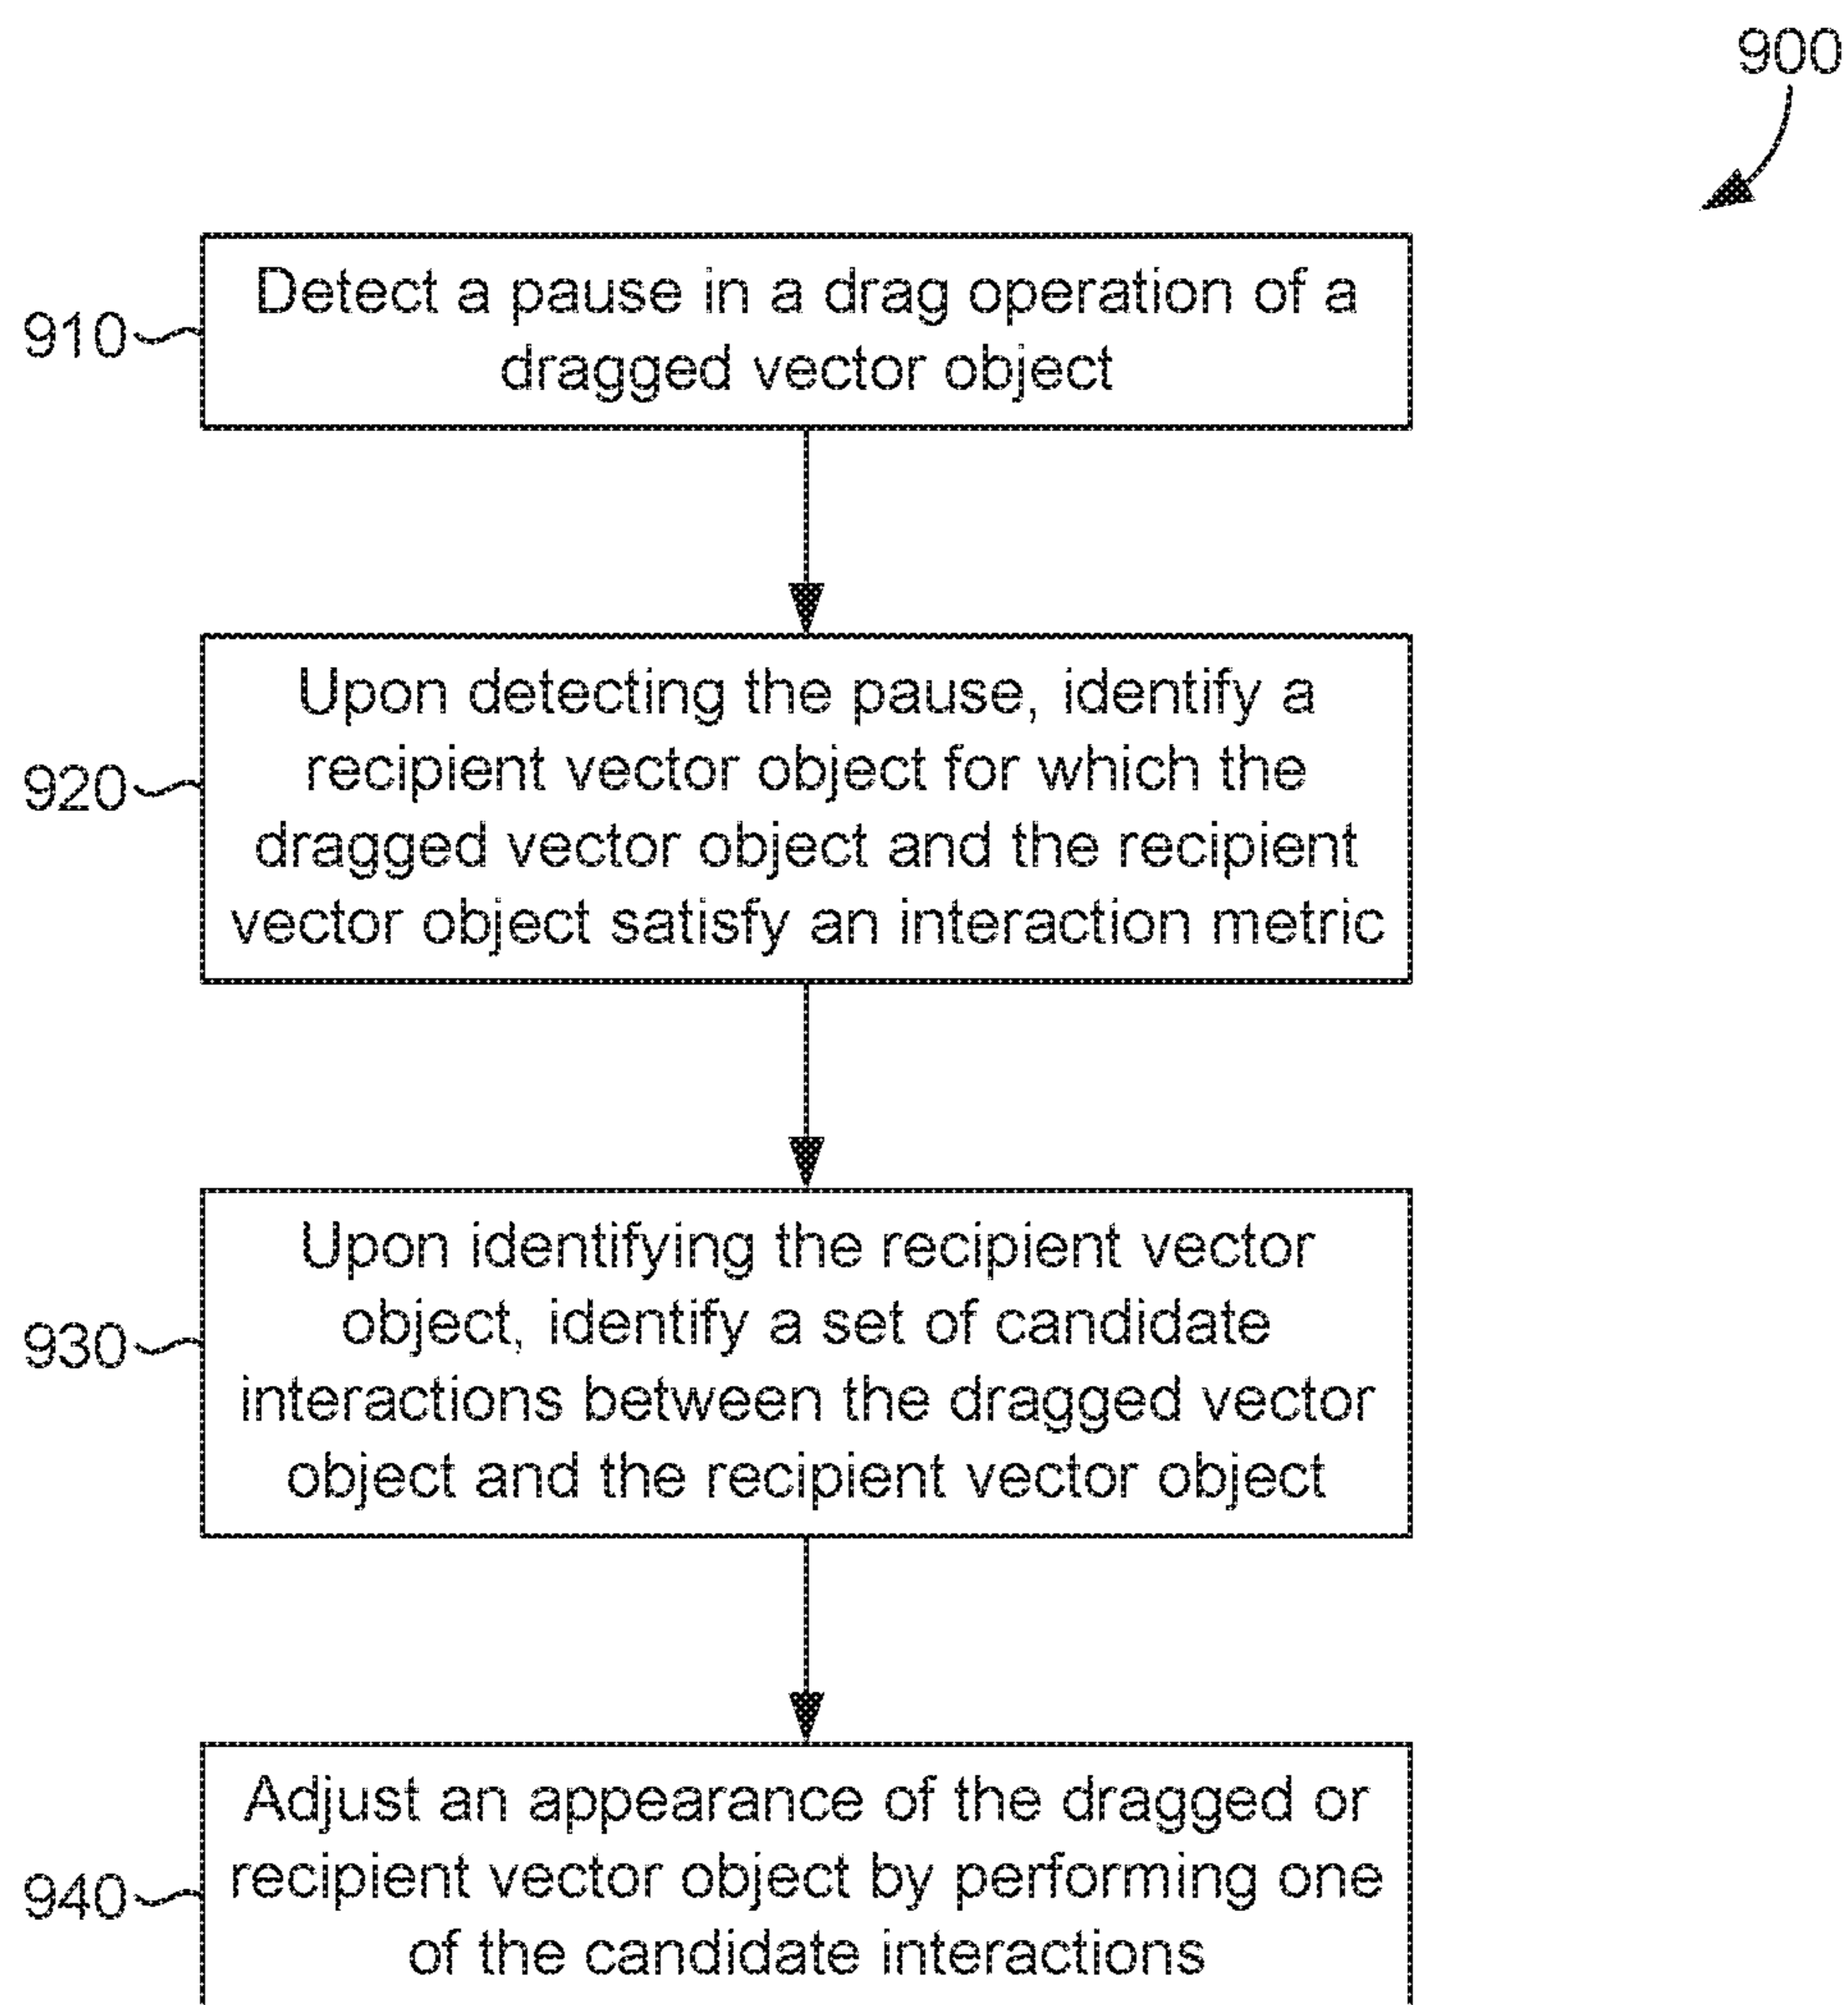 900
910
Detect a pause in a drag operation of a
dragged vector object
920
Upon detecting the pause, identify a
recipient vector object for which the
dragged vector object and the recipient
vector object satisfy an interaction metric
930
Upon identifying the recipient vector
object, identify a set of candidate
interactions between the dragged vector
object and the recipient vector object
940
Adjust an appearance of the dragged or
recipient vector object by performing one
of the candidate interactions